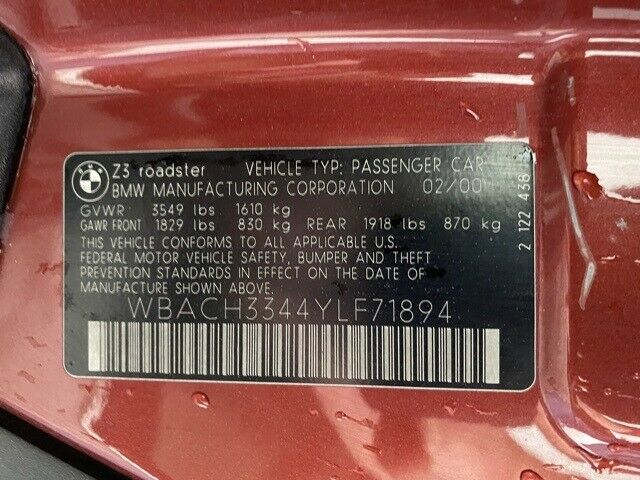 Z3 roadster VEHICLE TYP: PASSENGER CAR
BMW MANUFACTURING CORPORATION 02/00
GVWR 3549 lbs 1610 kg
GAWR FRONT 1829 lbs 830 kg REAR 1918 lbs 870 kg
THIS VEHICLE CONFORMS TO ALL APPLICABLE U.S.
FEDERAL MOTOR VEHICLE SAFETY, BUMPER AND THEFT
PREVENTION STANDARDS IN EFFECT ON THE DATE OF
MANUFACTURE SHOWN ABOVE.
WBACH3344YLF71894
2 122 438